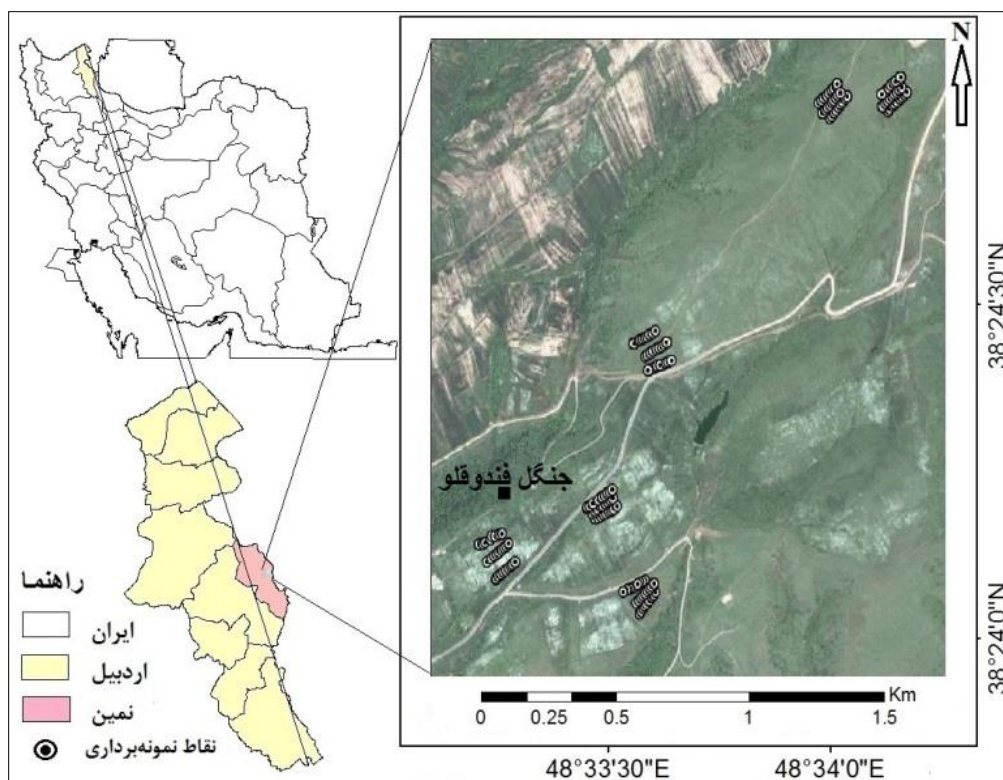 N
38°24'30"N
جنگل فندوقلو
38°24'0"N
Km
0 0.25 0.5 1 1.5
48°33'30"E 48°34'0"E
راهنما
ایران
اردبیل
نمین
نقاط نمونه‌برداری